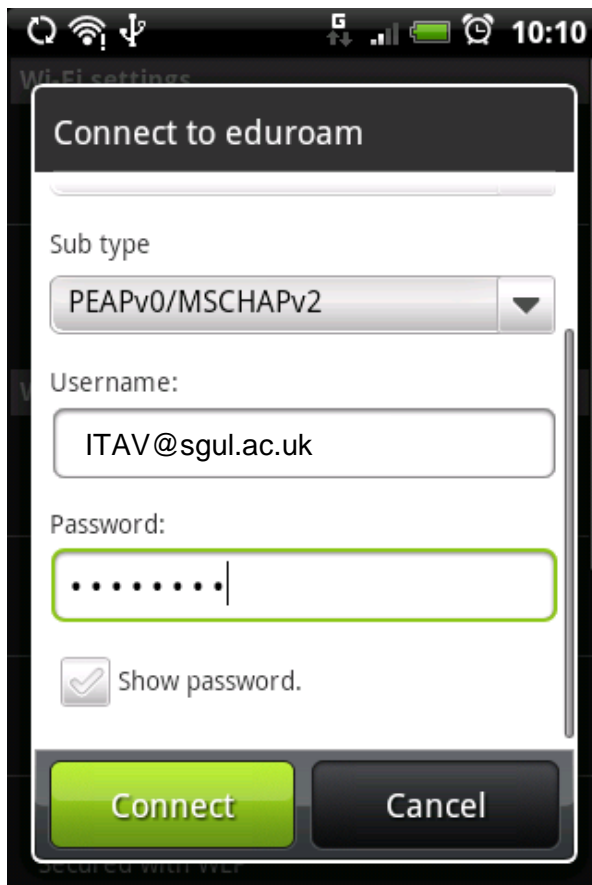 G 10:10
Wi-Fi settings
Connect to eduroam
Sub type
PEAPv0/MSCHAPv2
Username:
ITAV@sgul.ac.uk
Password:
••••••••
Show password.
Connect Cancel
Secured with WEP